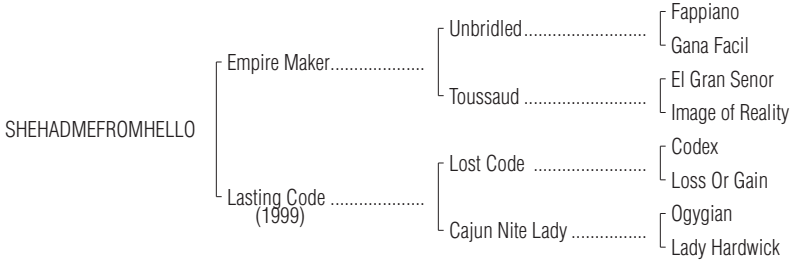 Fappiano
Unbridled..........................
Gana Facil
Empire Maker....................
El Gran Senor
Toussaud ..........................
Image of Reality
SHEHADMEFROMHELLO
Codex
Lost Code ........................
Loss Or Gain
Lasting Code ....................
(1999)
Ogygian
Cajun Nite Lady ................
Lady Hardwick